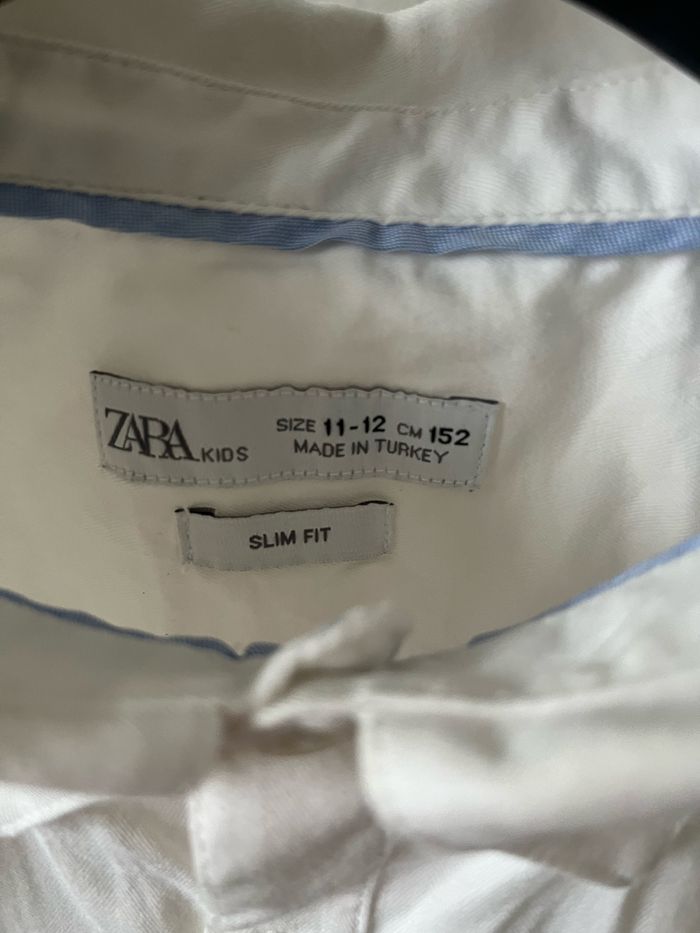 ZARA KIDS
SIZE 11-12 CM 152
MADE IN TURKEY
SLIM FIT